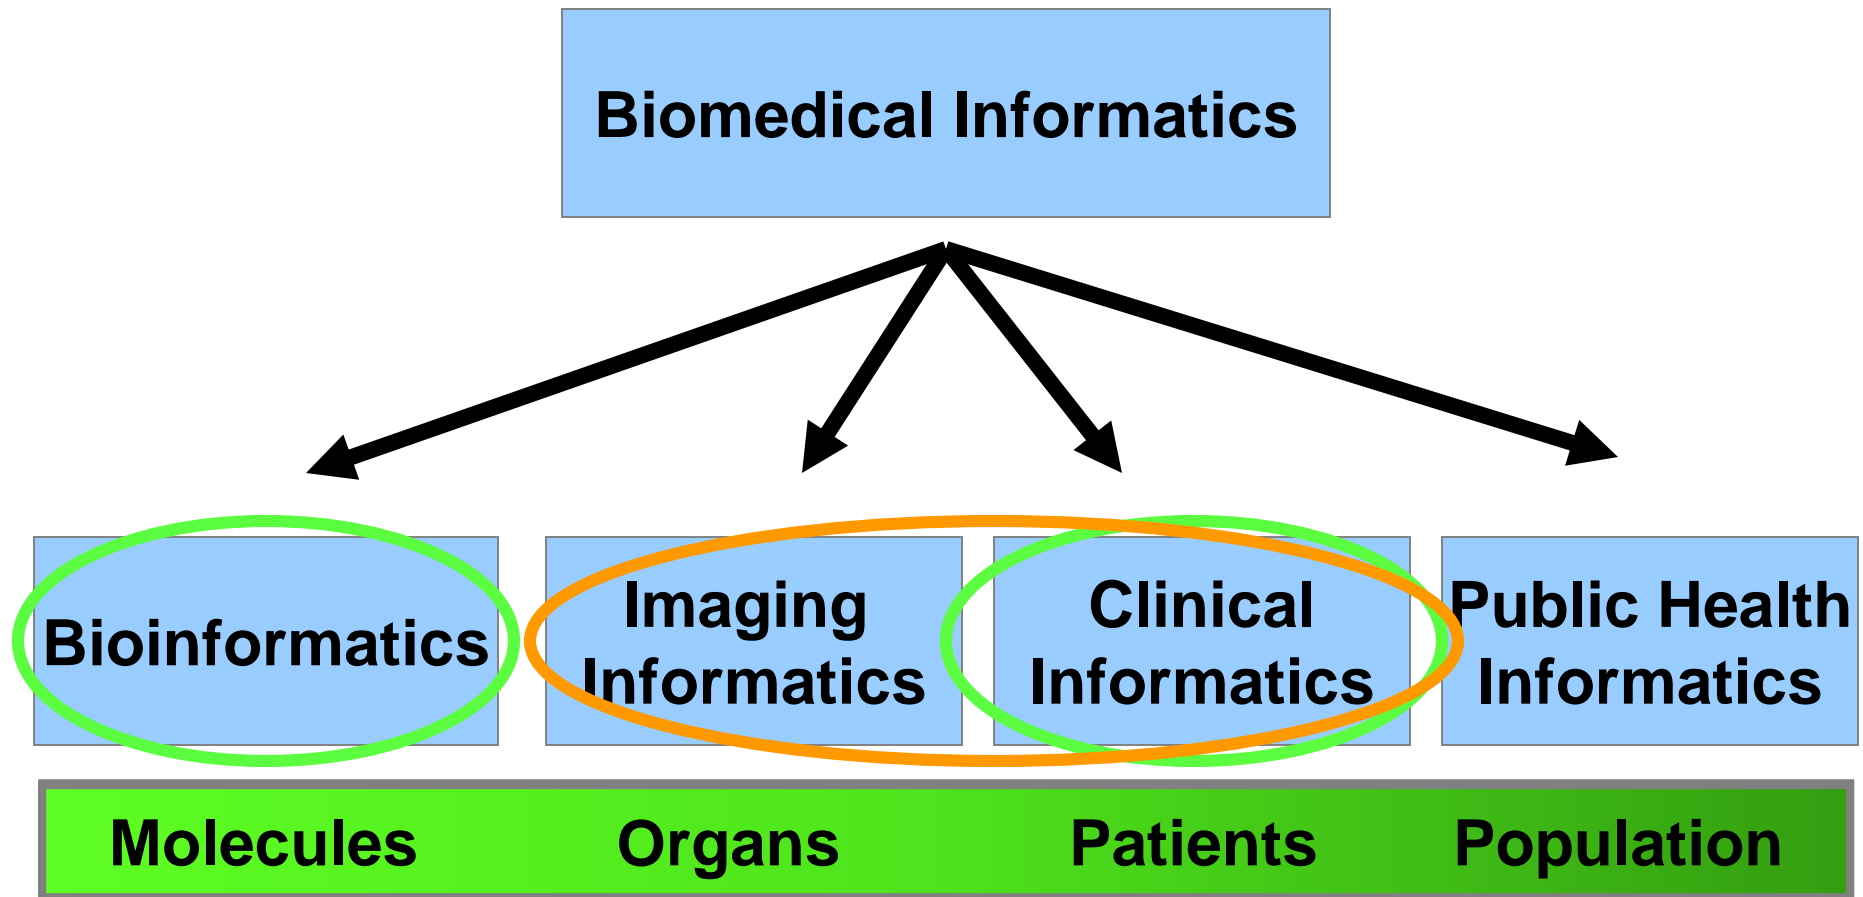 Biomedical Informatics
Bioinformatics
Imaging
Informatics
Clinical
Informatics
Public Health
Informatics
Molecules Organs Patients Population